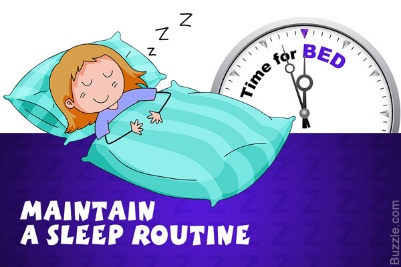 z z Z
Time for BED
MAINTAIN
A SLEEP ROUTINE
Buzzle.com